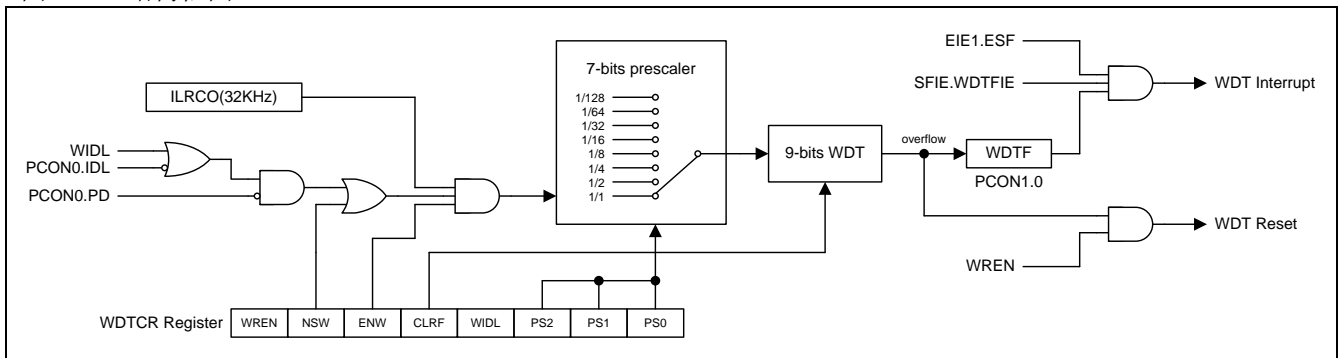 EIE1.ESF
7-bits prescaler
SFIE.WDTFIE
WDT Interrupt
ILRCO(32KHz)
1/128
1/64
1/32
1/16
1/8
1/4
1/2
1/1
WIDL
PCON0.IDL
PCON0.PD
9-bits WDT
overflow
WDTF
PCON1.0
WDT Reset
WREN
WDTCR Register WREN NSW ENW CLRF WIDL PS2 PS1 PS0